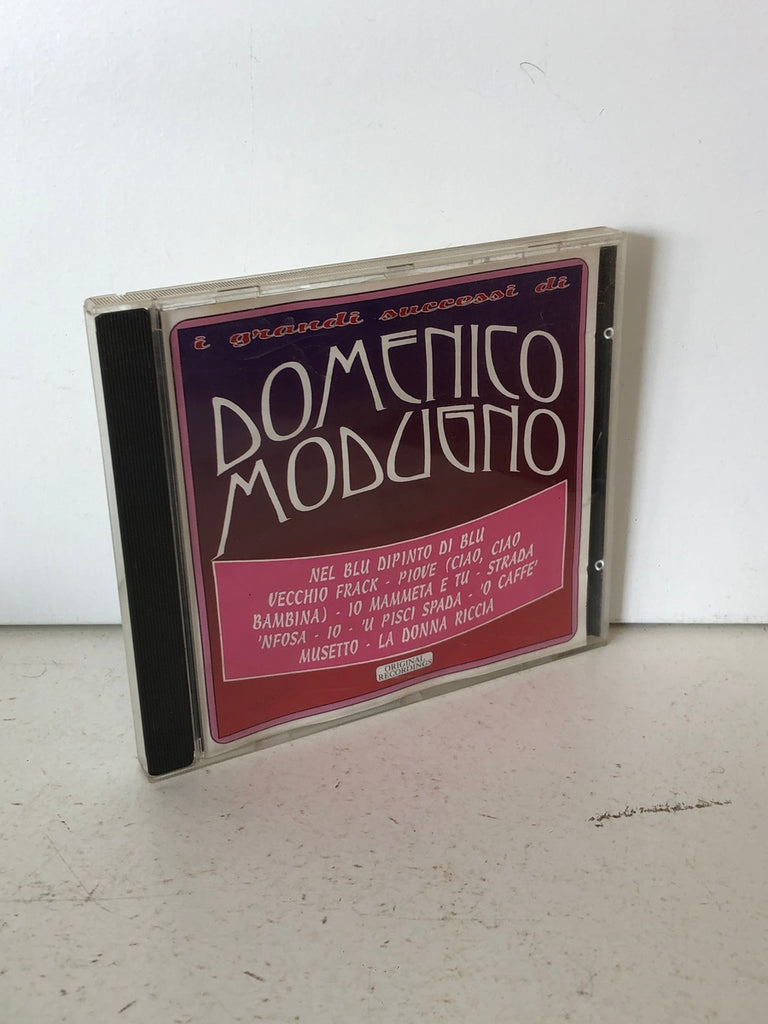 i grandi successi di
DOMENICO
MODUGNO
NEL BLU DIPINTO DI BLU
VECCHIO FRACK - PIOVE (CIAO, CIAO
BAMBINA) - IO MAMMETA E TU - STRADA
'NFOSA - IO - 'U PISCI SPADA - 'O CAFFE'
MUSETTO - LA DONNA RICCIA
ORIGINAL
RECORDINGS